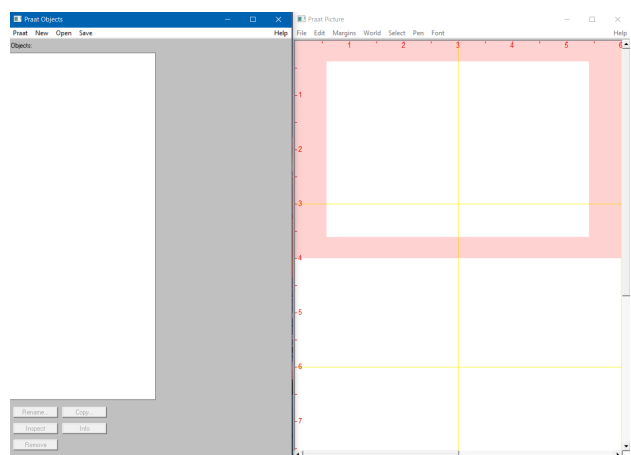 Praat Objects
Praat New Open Save Help
Objects:
Rename... Copy...
Inspect Info
Remove
Praat Picture
File Edit Margins World Select Pen Font Help
1 2 3 4 5 6
1
2
3
4
5
6
7